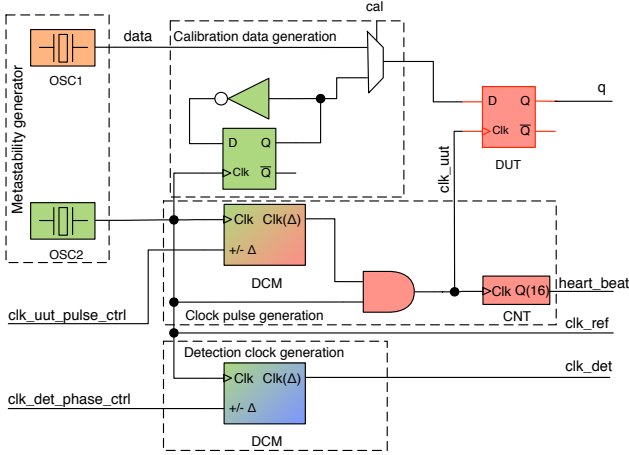 cal
data
Calibration data generation
OSC1
Metastability generator
D Q
Clk Q
D Q
Clk Q
DUT
q
clk_uut
OSC2
Clk Clk(Δ)
+/- Δ
DCM
Clk Q(16)
CNT
heart_beat
clk_uut_pulse_ctrl
Clock pulse generation
clk_ref
Detection clock generation
Clk Clk(Δ)
+/- Δ
DCM
clk_det
clk_det_phase_ctrl